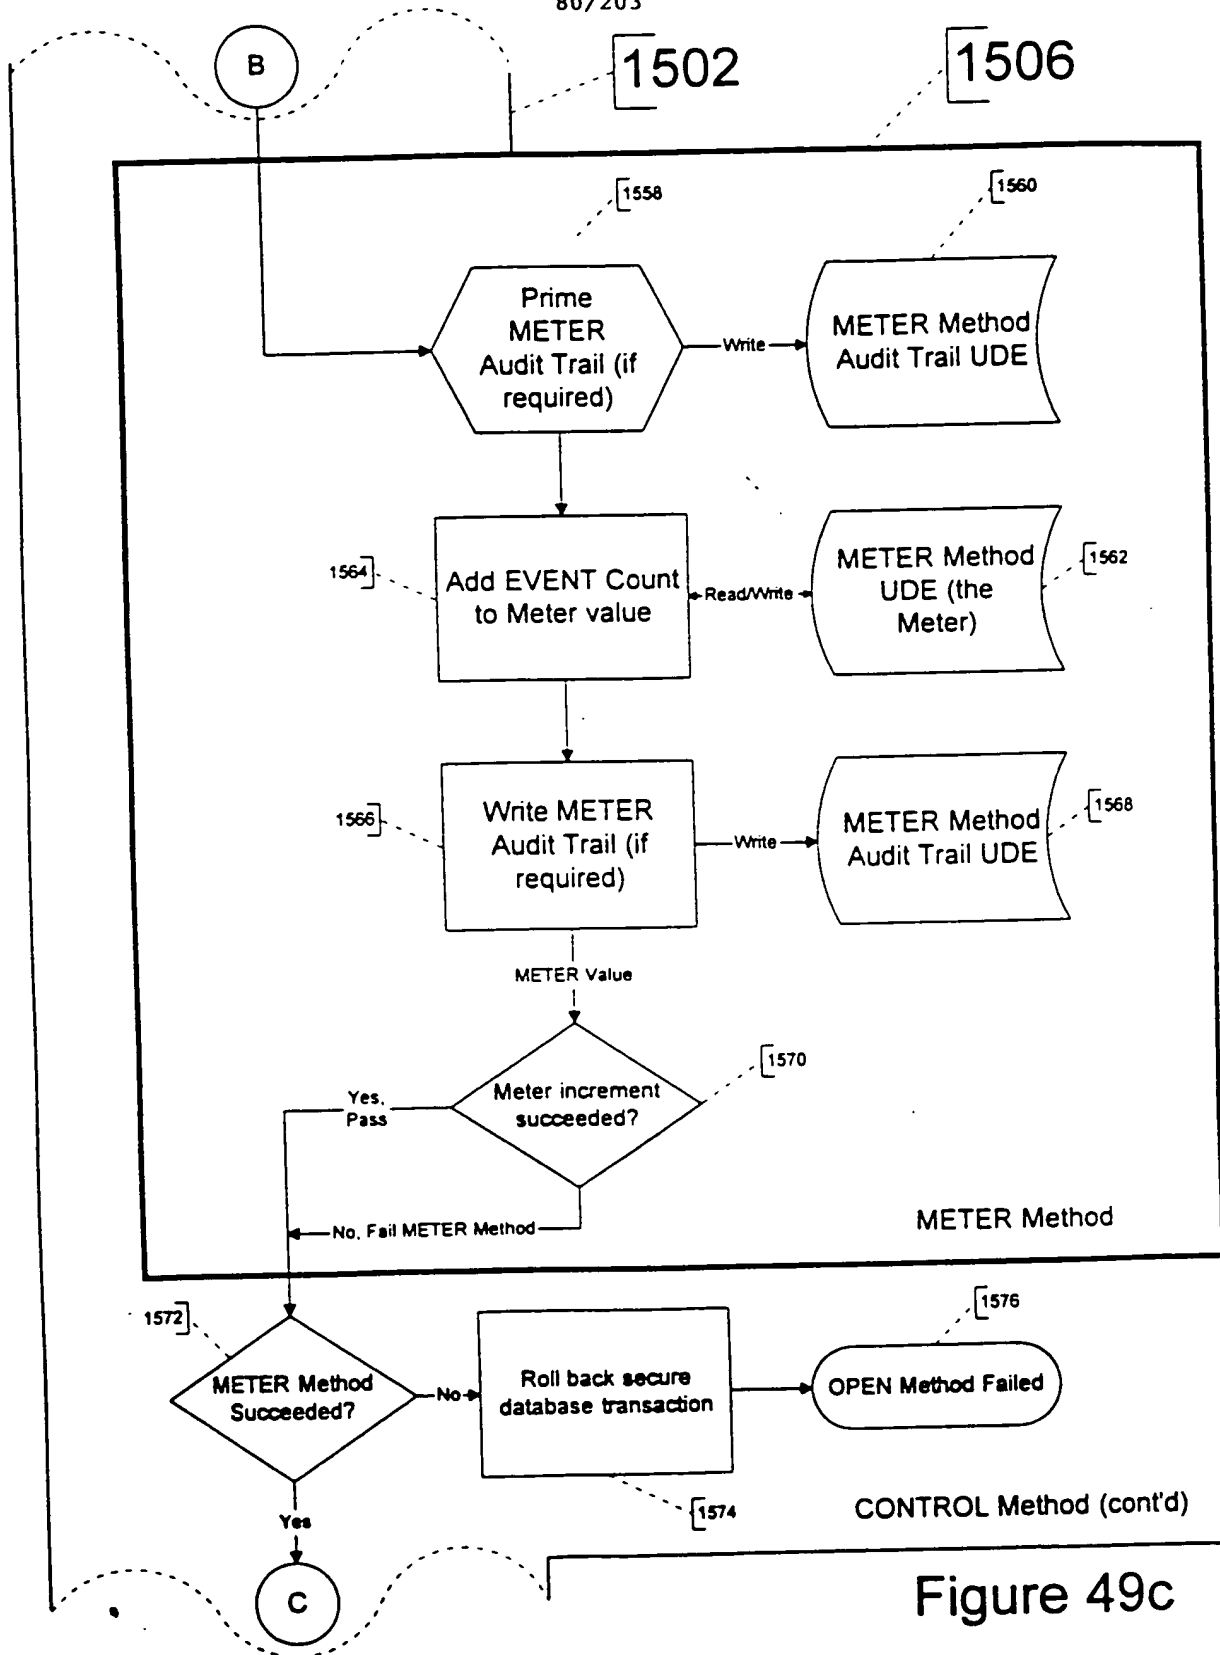 80/203
B
1502
1506
1558
1560
Prime
METER
Audit Trail (if
required)
Write
METER Method
Audit Trail UDE
1564
Add EVENT Count
to Meter value
Read/Write
METER Method
UDE (the
Meter)
1562
1566
Write METER
Audit Trail (if
required)
Write
METER Method
Audit Trail UDE
1568
METER Value
Meter increment
succeeded?
1570
Yes,
Pass
No, Fail METER Method
METER Method
1572
METER Method
Succeeded?
No
Roll back secure
database transaction
1574
OPEN Method Failed
1576
Yes
CONTROL Method (cont'd)
C
Figure 49c